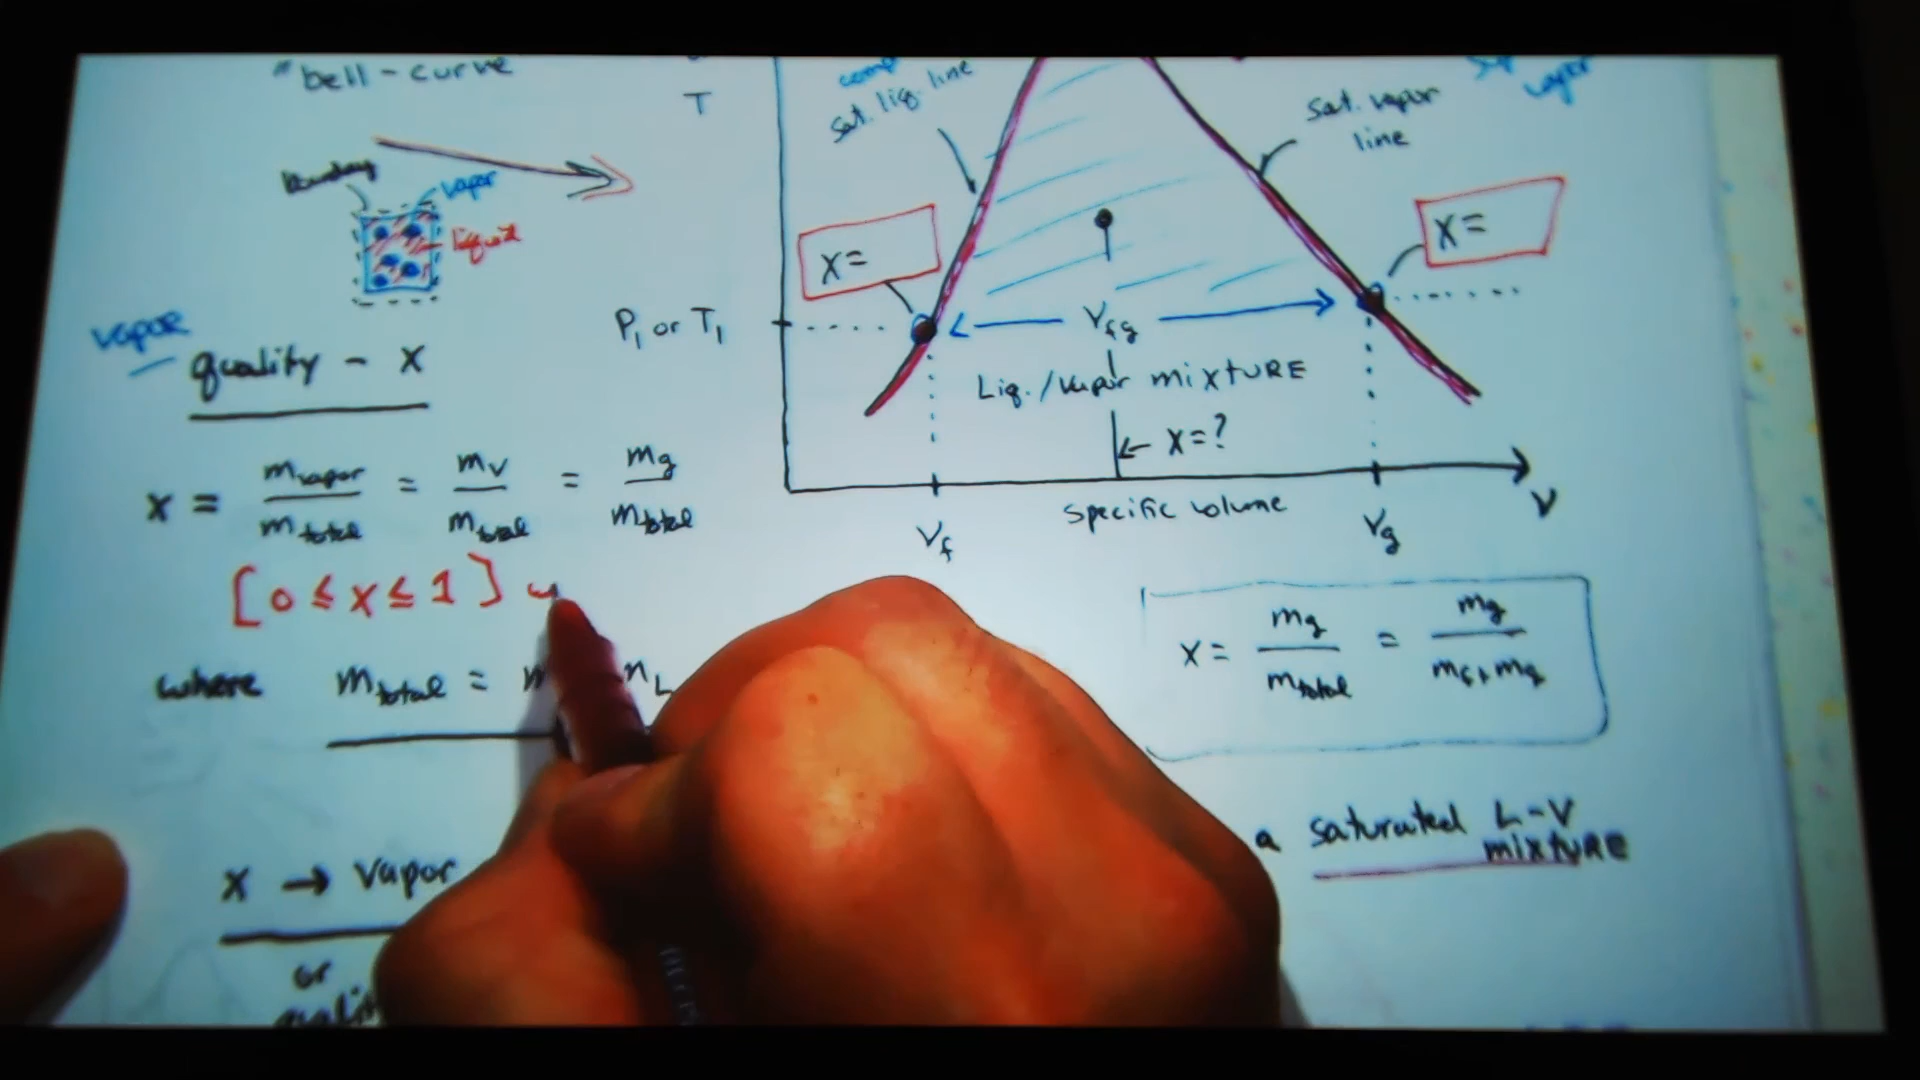 "bell-curve
T
sat. liq. line
Sat. vapor
line
vapor
liquid
boundary
x=
x=
vapor
quality - x
P₁ or T₁
Vfg
Liq./vapor mixture
x=?
x = mvapor/mtotal = mv/mtotal = mg/mtotal
specific volume
V
Vf
Vg
[0 ≤ x ≤ 1]
where mtotal =
x = mg/mtotal = mg/mf+mg
a saturated L-V
mixture
x → vapor
or